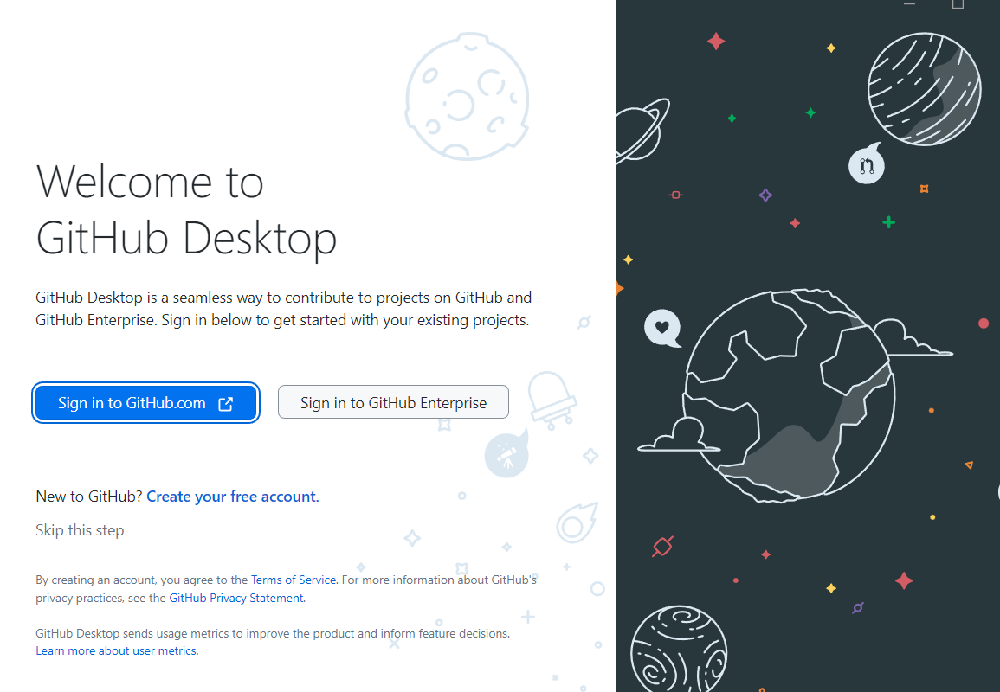 Welcome to
GitHub Desktop
GitHub Desktop is a seamless way to contribute to projects on GitHub and
GitHub Enterprise. Sign in below to get started with your existing projects.
Sign in to GitHub.com
Sign in to GitHub Enterprise
New to GitHub? Create your free account.
Skip this step
By creating an account, you agree to the Terms of Service. For more information about GitHub's
privacy practices, see the GitHub Privacy Statement.
GitHub Desktop sends usage metrics to improve the product and inform feature decisions.
Learn more about user metrics.